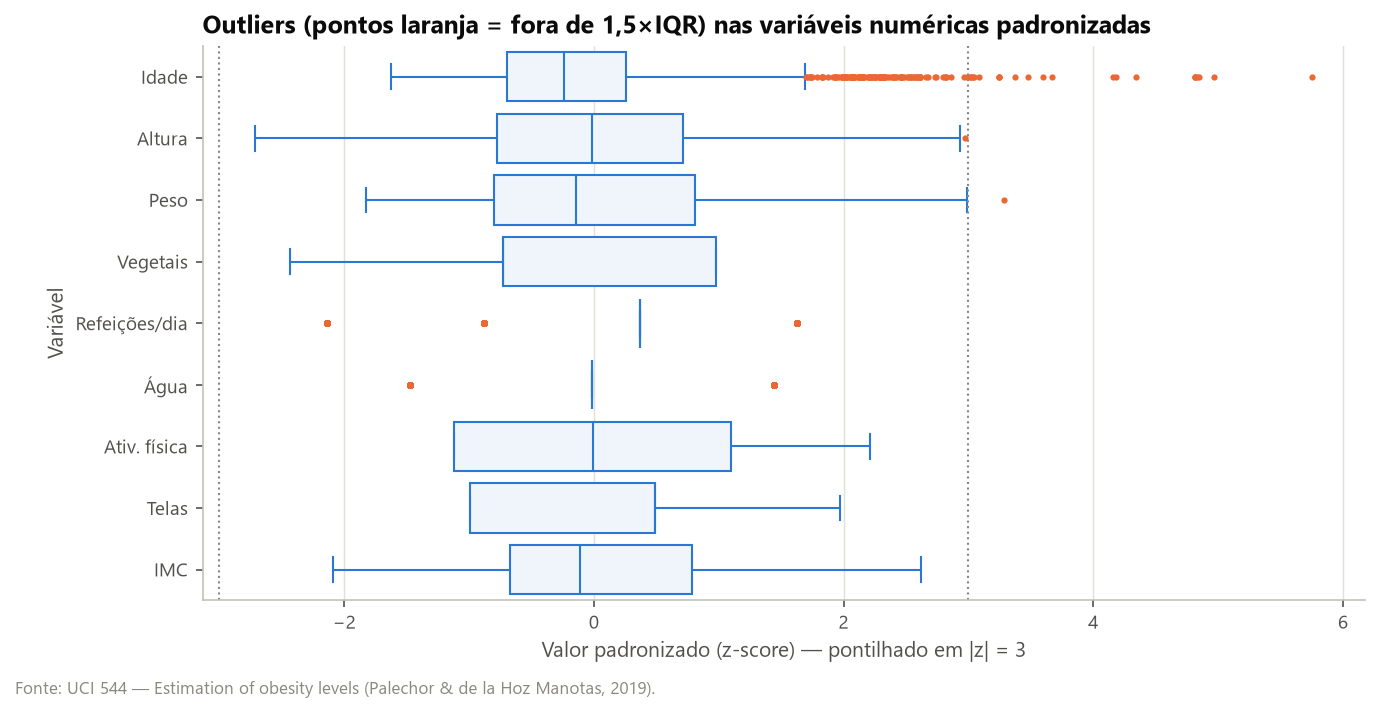 Outliers (pontos laranja = fora de 1,5×IQR) nas variáveis numéricas padronizadas
Variável
Idade
Altura
Peso
Vegetais
Refeições/dia
Água
Ativ. física
Telas
IMC
−2 0 2 4 6
Valor padronizado (z-score) — pontilhado em |z| = 3
Fonte: UCI 544 — Estimation of obesity levels (Palechor & de la Hoz Manotas, 2019).